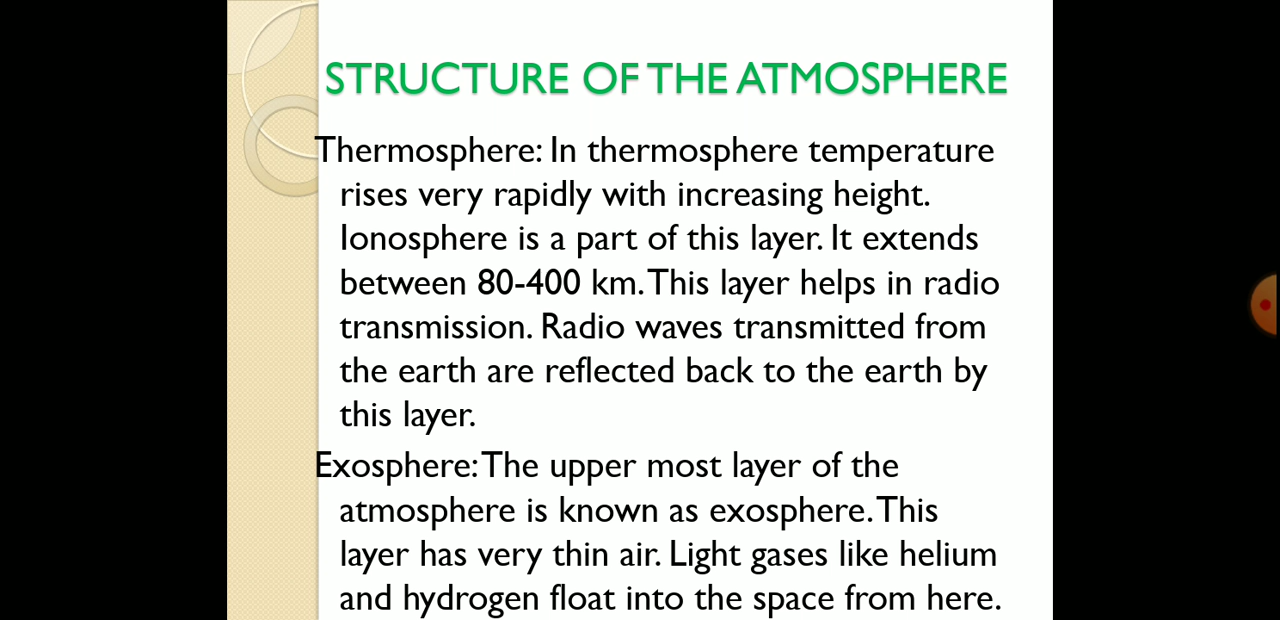 STRUCTURE OF THE ATMOSPHERE
Thermosphere: In thermosphere temperature
rises very rapidly with increasing height.
Ionosphere is a part of this layer. It extends
between 80-400 km. This layer helps in radio
transmission. Radio waves transmitted from
the earth are reflected back to the earth by
this layer.
Exosphere: The upper most layer of the
atmosphere is known as exosphere. This
layer has very thin air. Light gases like helium
and hydrogen float into the space from here.